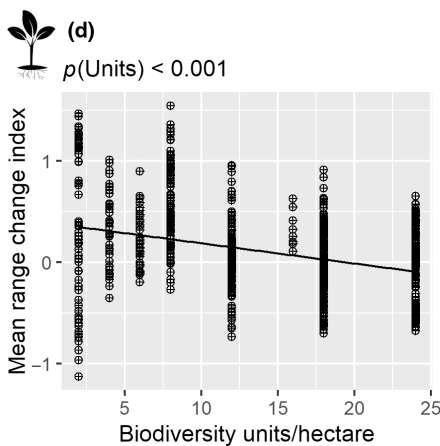 (d)
p(Units) < 0.001
Mean range change index
1
0
−1
5 10 15 20 25
Biodiversity units/hectare